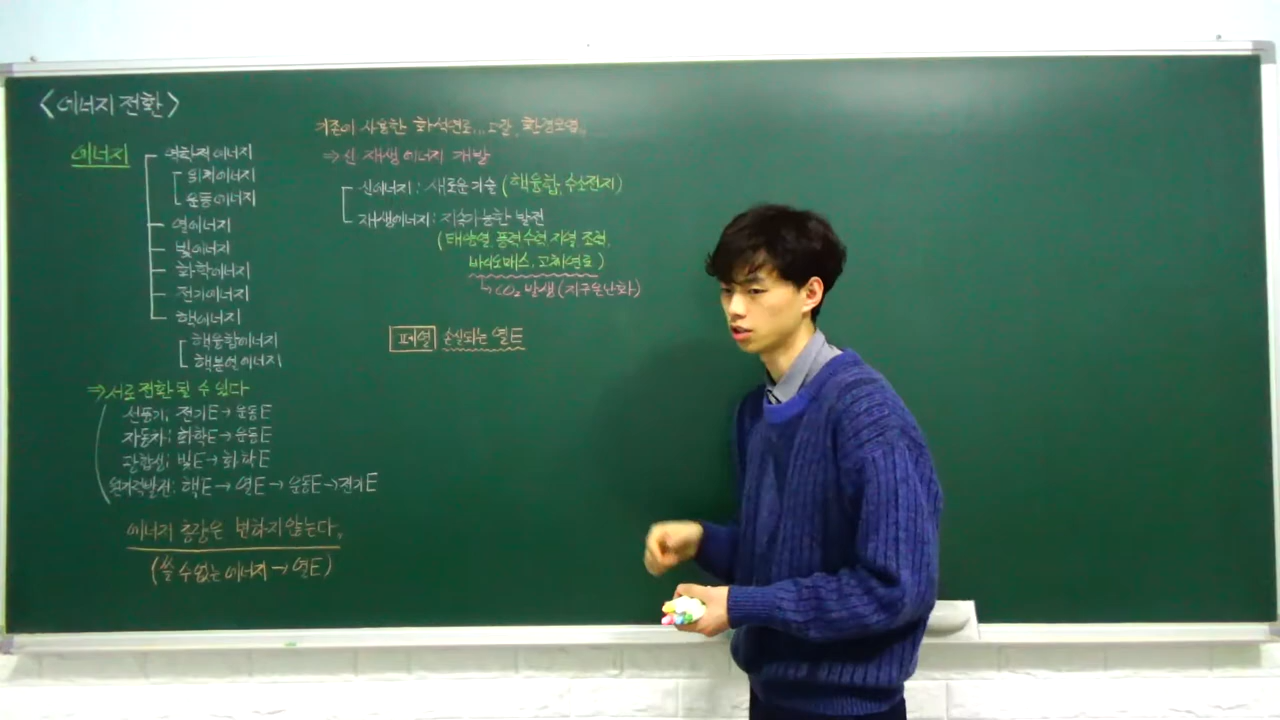 <에너지 전환>
에너지
역학적 에너지
위치에너지
운동에너지
열에너지
빛에너지
화학에너지
전기에너지
핵에너지
핵융합에너지
핵분열에너지
⇒ 서로 전환 될 수 있다
선풍기: 전기E → 운동E
자동차: 화학E → 운동E
광합성: 빛E → 화학E
원자력발전: 핵E → 열E → 운동E → 전기E
에너지 총량은 변하지 않는다.
(쓸 수 없는 에너지 → 열E)
기존에 사용한 화석연료... 고갈, 환경오염..
⇒ 신 재생 에너지 개발
신에너지: 새로운 기술 (핵융합, 수소전지)
재생에너지: 지속가능한 발전
(태양열, 풍력, 수력, 지열, 조력,
바이오매스, 고체연료)
↳ CO₂ 발생 (지구온난화)
폐열 손실되는 열E